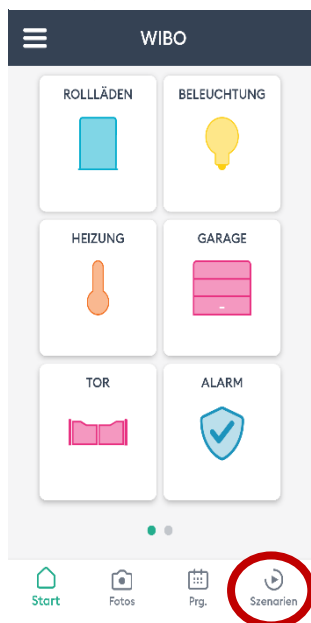 WIBO
ROLLLÄDEN BELEUCHTUNG
HEIZUNG GARAGE
TOR ALARM
Start Fotos Prg. Szenarien